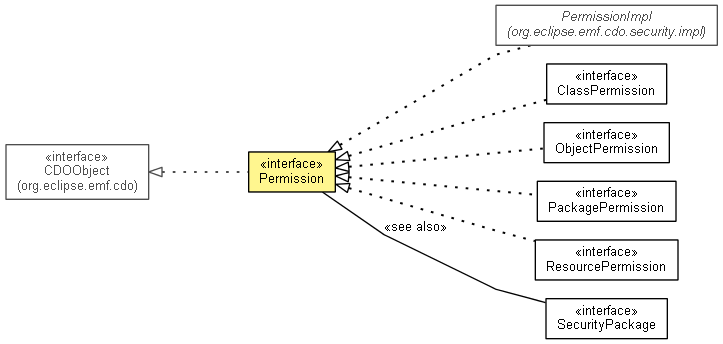 PermissionImpl
(org.eclipse.emf.cdo.security.impl)
«interface»
ClassPermission
«interface»
ObjectPermission
«interface»
CDOObject
(org.eclipse.emf.cdo)
«interface»
Permission
«interface»
PackagePermission
«see also»
«interface»
ResourcePermission
«interface»
SecurityPackage